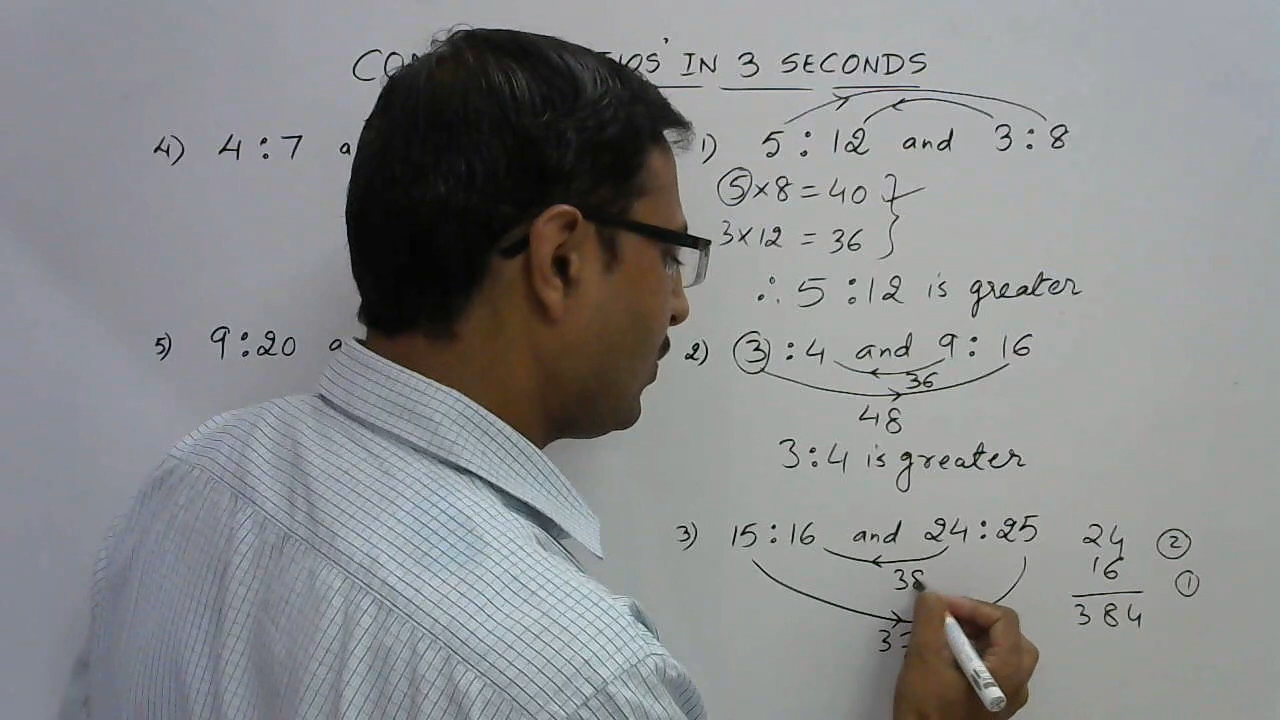 IN 3 SECONDS
4) 4 : 7
5) 9 : 20
1) 5 : 12 and 3 : 8
5 × 8 = 40
3 × 12 = 36
∴ 5 : 12 is greater
2) 3 : 4 and 9 : 16
36
48
3 : 4 is greater
3) 15 : 16 and 24 : 25
38
24 2
16 1
384